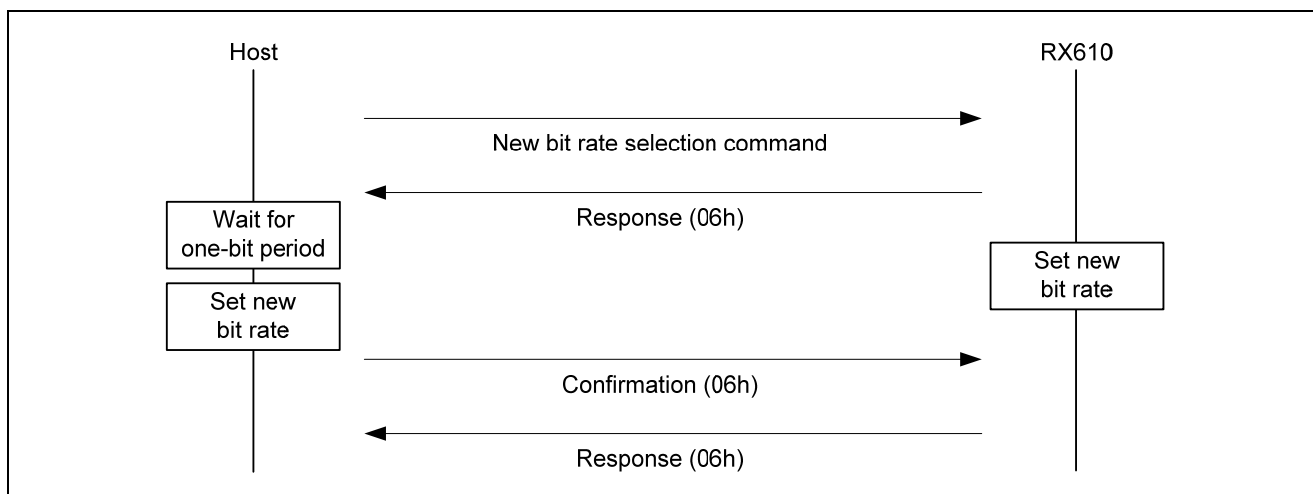 Host
RX610
New bit rate selection command
Response (06h)
Wait for
one-bit period
Set new
bit rate
Set new
bit rate
Confirmation (06h)
Response (06h)